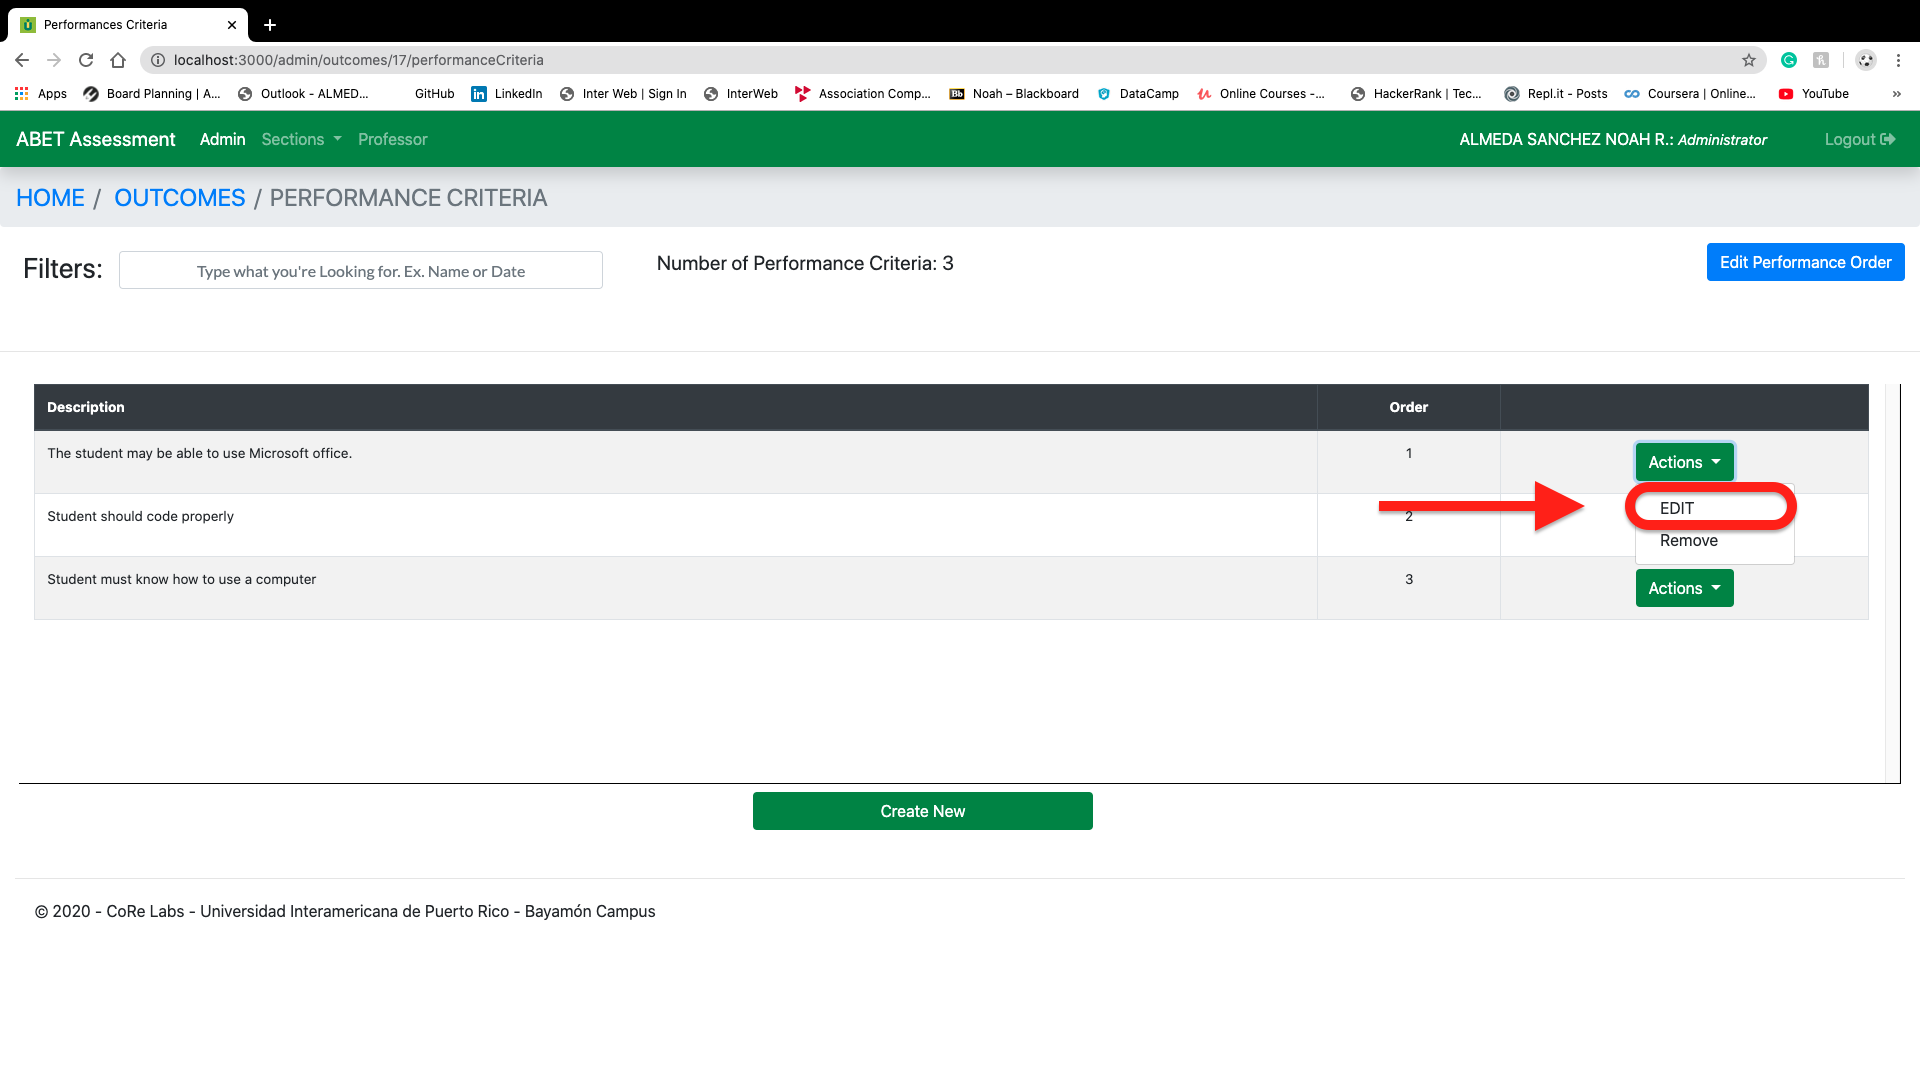 Performances Criteria
localhost:3000/admin/outcomes/17/performanceCriteria
Apps Board Planning | A... Outlook - ALMED... GitHub LinkedIn Inter Web | Sign In InterWeb Association Comp... Noah – Blackboard DataCamp Online Courses -... HackerRank | Tec... Repl.it - Posts Coursera | Online... YouTube »
ABET Assessment Admin Sections Professor ALMEDA SANCHEZ NOAH R.: Administrator Logout
HOME / OUTCOMES / PERFORMANCE CRITERIA
Filters: Type what you're Looking for. Ex. Name or Date Number of Performance Criteria: 3 Edit Performance Order
Description Order
The student may be able to use Microsoft office. 1 Actions
EDIT
Student should code properly 2
Remove
Student must know how to use a computer 3 Actions
Create New
© 2020 - CoRe Labs - Universidad Interamericana de Puerto Rico - Bayamón Campus